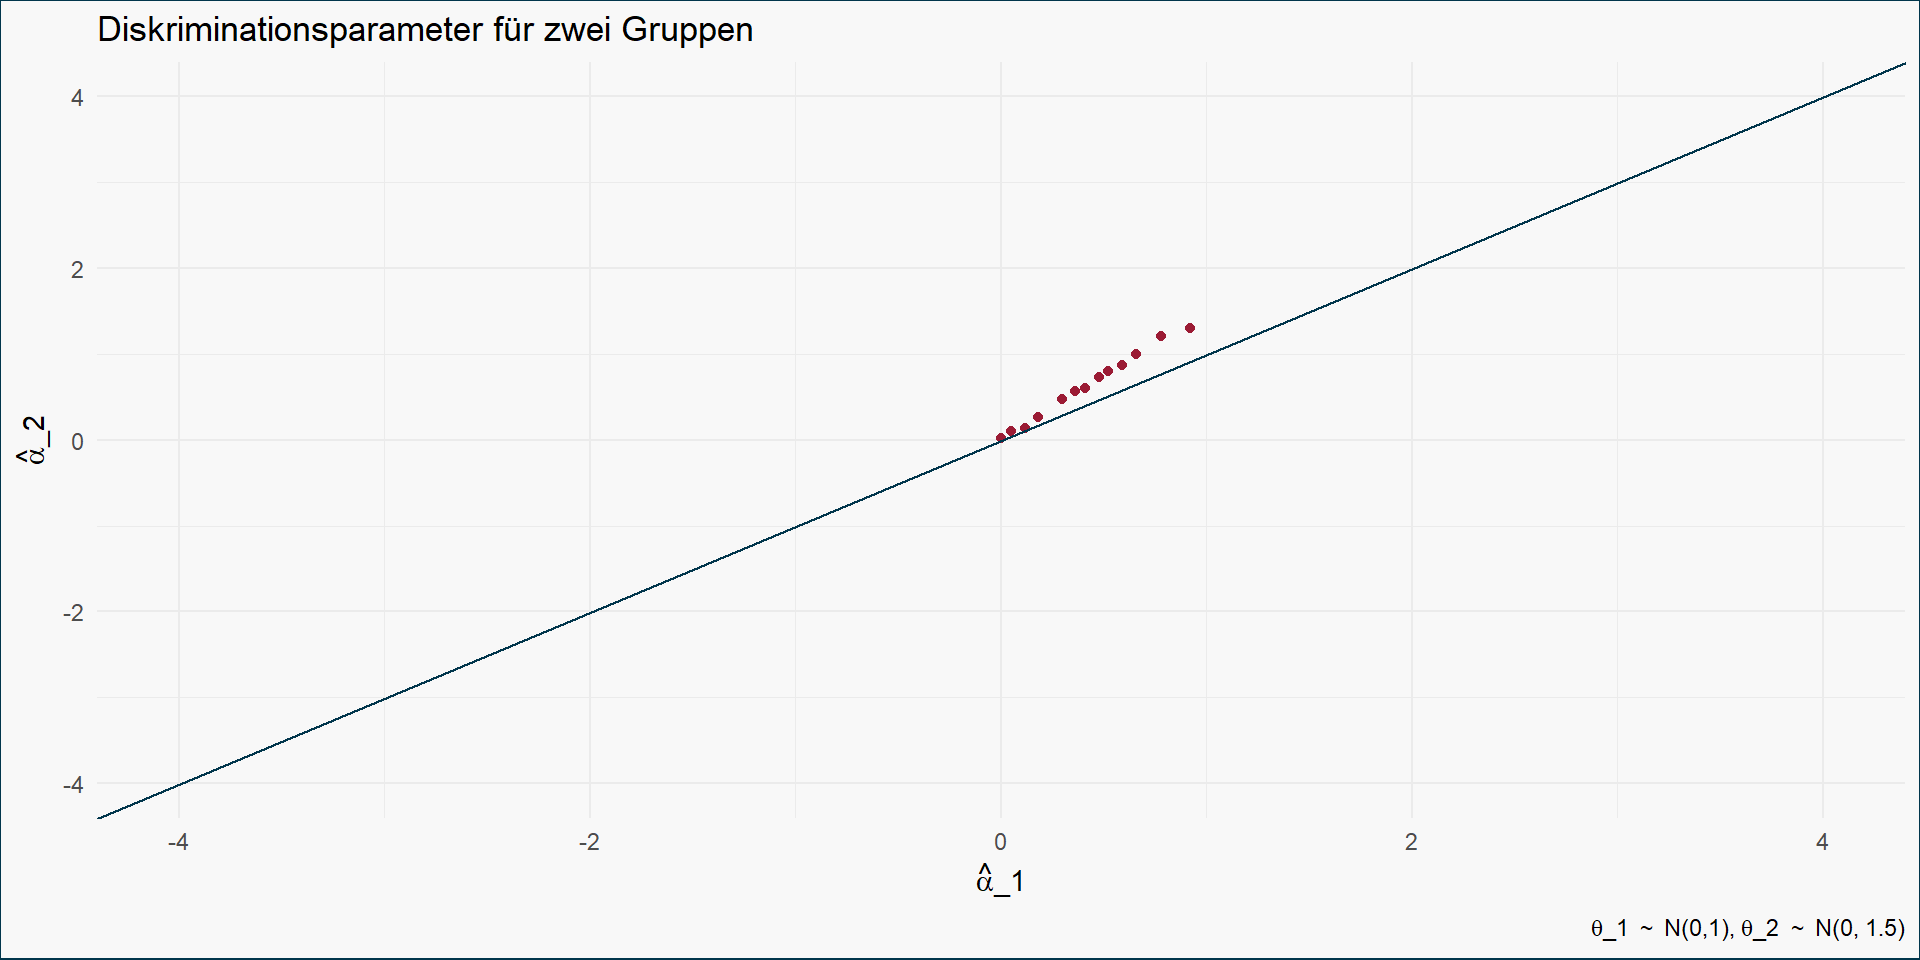 Diskriminationsparameter für zwei Gruppen
4
2
0
-2
-4
α̂_2
-4 -2 0 2 4
α̂_1
θ_1 ~ N(0,1), θ_2 ~ N(0, 1.5)